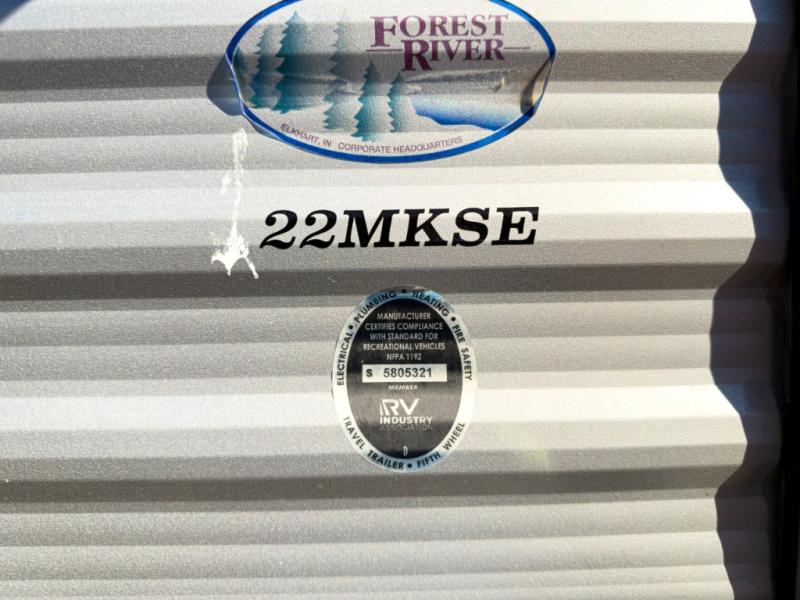 FOREST
RIVER
ELKHART, IN CORPORATE HEADQUARTERS
22MKSE
ELECTRICAL • PLUMBING • HEATING • FIRE SAFETY
MANUFACTURER
CERTIFIES COMPLIANCE
WITH STANDARD FOR
RECREATIONAL VEHICLES
NFPA 1192
S 5805321
MEMBER
RV
INDUSTRY
ASSOCIATION
D
TRAVEL TRAILER • FIFTH WHEEL